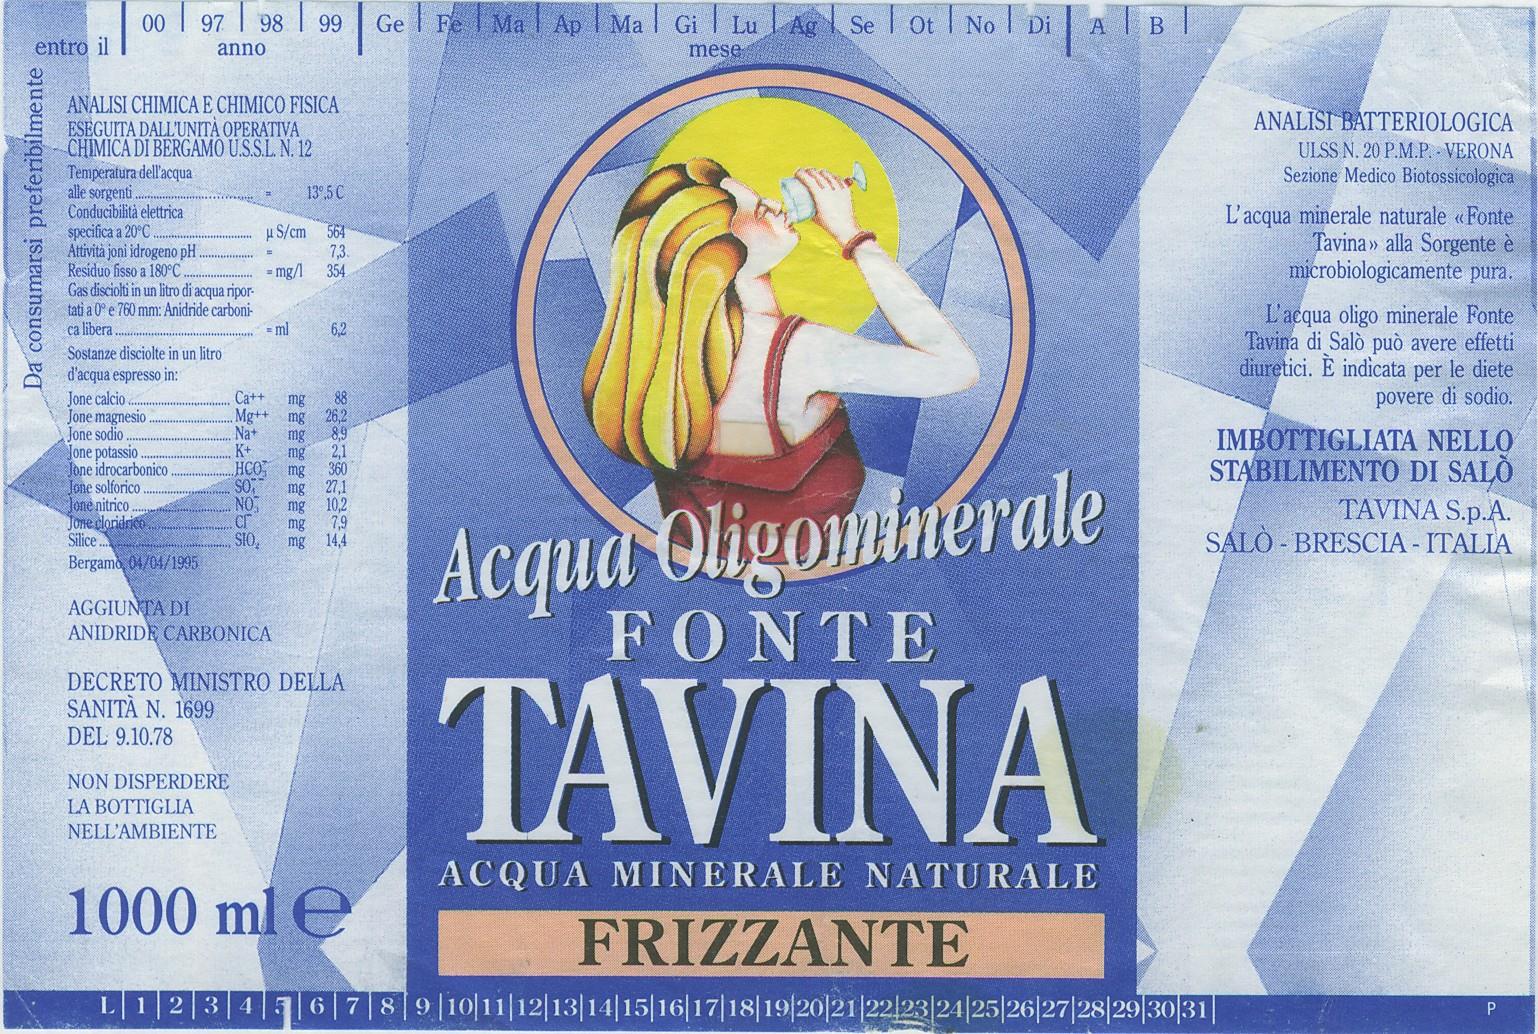 entro il
00 | 97 | 98 | 99
anno
Ge | Fe | Ma | Ap | Ma | Gi | Lu | Ag | Se | Ot | No | Di | A | B |
mese
Da consumarsi preferibilmente
ANALISI CHIMICA E CHIMICO FISICA
ESEGUITA DALL'UNITÀ OPERATIVA
CHIMICA DI BERGAMO U.S.S.L. N. 12
Temperatura dell'acqua
alle sorgenti ........ = 13°,5 C
Conducibilità elettrica
specifica a 20°C ........ µ S/cm 564
Attività joni idrogeno pH ........ = 7,3
Residuo fisso a 180°C ........ = mg/l 354
Gas disciolti in un litro di acqua ripor-
tati a 0° e 760 mm: Anidride carboni-
ca libera ........ = ml 6,2
Sostanze disciolte in un litro
d'acqua espresso in:
Jone calcio ........ Ca++ mg 88
Jone magnesio ........ Mg++ mg 26,2
Jone sodio ........ Na+ mg 8,9
Jone potassio ........ K+ mg 2,1
Jone idrocarbonico ........ HCO3- mg 360
Jone solforico ........ SO4-- mg 27,1
Jone nitrico ........ NO3- mg 10,2
Jone cloridrico ........ Cl- mg 7,9
Silice ........ SIO2 mg 14,4
Bergamo, 04/04/1995
AGGIUNTA DI
ANIDRIDE CARBONICA
DECRETO MINISTRO DELLA
SANITÀ N. 1699
DEL 9.10.78
NON DISPERDERE
LA BOTTIGLIA
NELL'AMBIENTE
1000 ml ℮
Acqua Oligominerale
FONTE
TAVINA
ACQUA MINERALE NATURALE
FRIZZANTE
ANALISI BATTERIOLOGICA
ULSS N. 20 P.M.P. - VERONA
Sezione Medico Biotossicologica
L'acqua minerale naturale «Fonte
Tavina» alla Sorgente è
microbiologicamente pura.
L'acqua oligo minerale Fonte
Tavina di Salò può avere effetti
diuretici. È indicata per le diete
povere di sodio.
IMBOTTIGLIATA NELLO
STABILIMENTO DI SALÒ
TAVINA S.p.A.
SALÒ - BRESCIA - ITALIA
L | 1 | 2 | 3 | 4 | 5 | 6 | 7 | 8 | 9 |10|11|12|13|14|15|16|17|18|19|20|21|22|23|24|25|26|27|28|29|30|31|
P